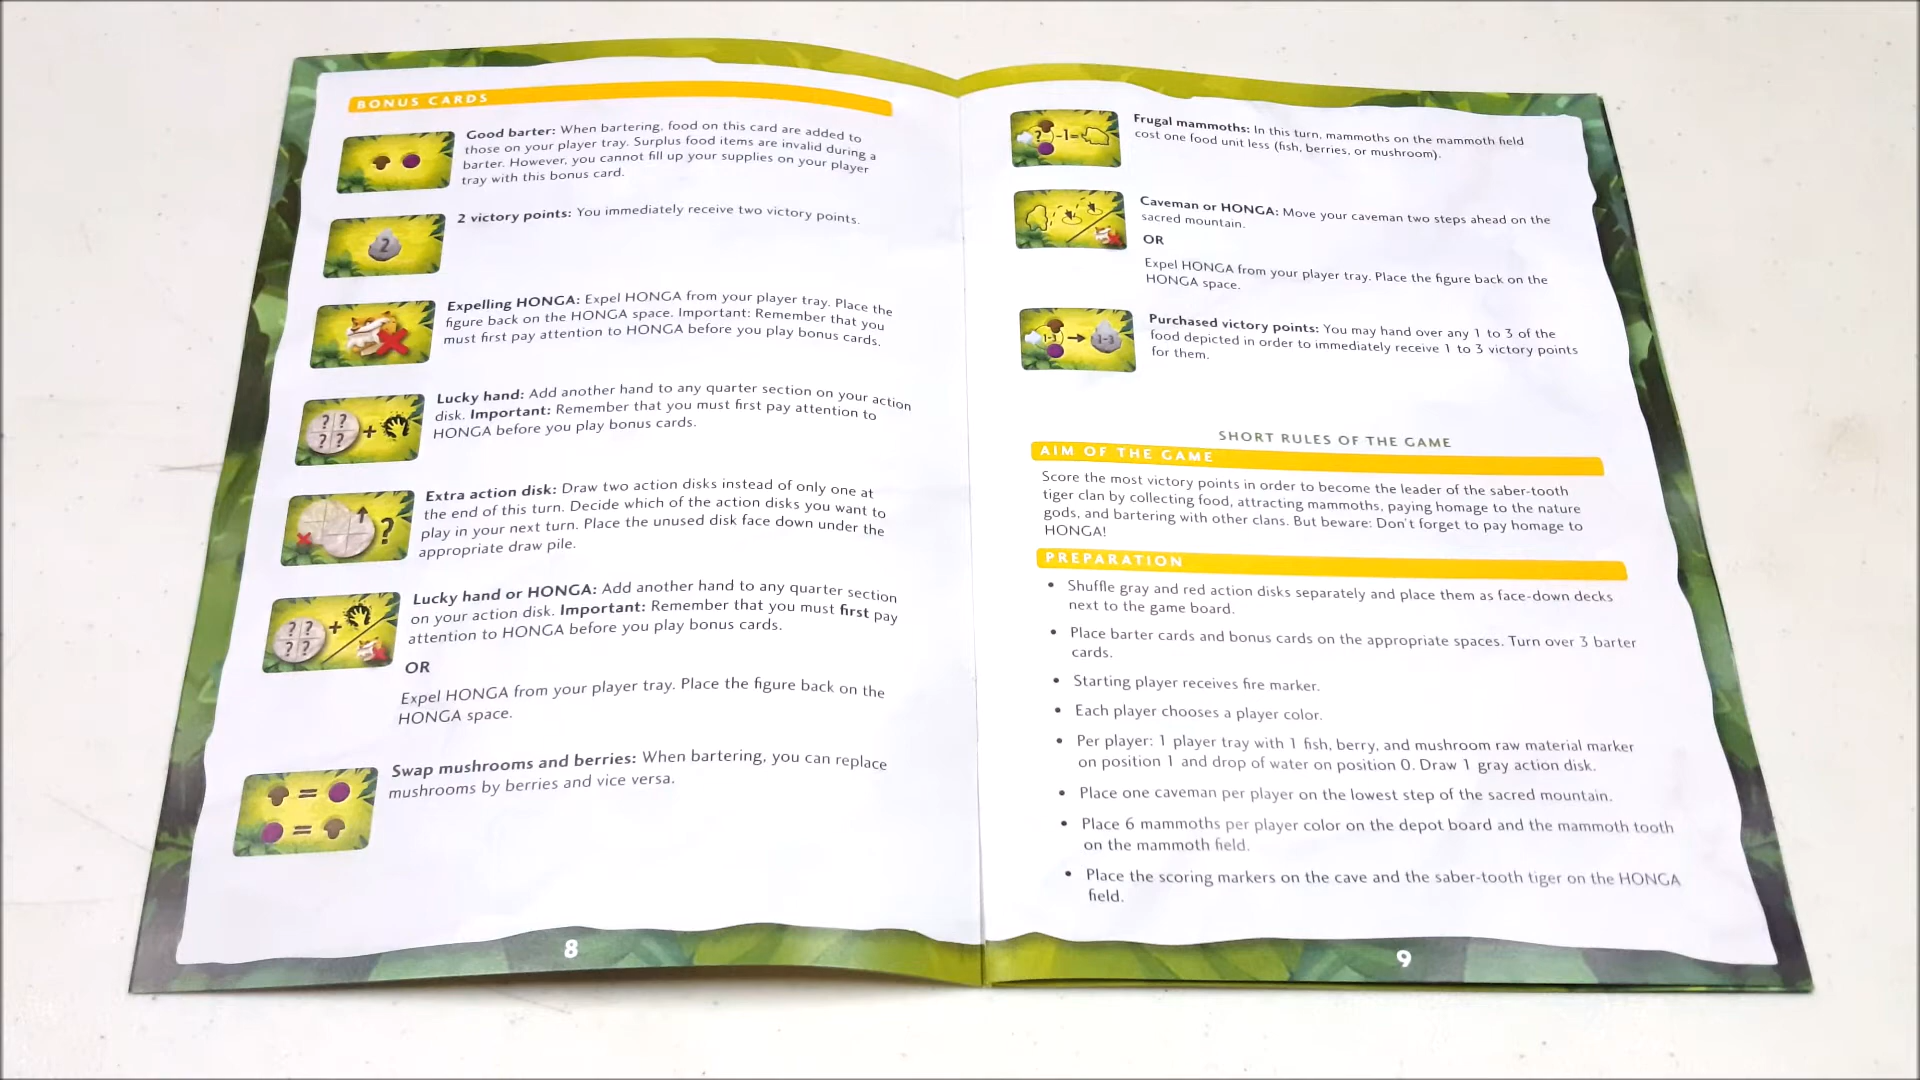 BONUS CARDS
Good barter: When bartering, food on this card are added to
those on your player tray. Surplus food items are invalid during a
barter. However, you cannot fill up your supplies on your player
tray with this bonus card.
2
2 victory points: You immediately receive two victory points.
Expelling HONGA: Expel HONGA from your player tray. Place the
figure back on the HONGA space. Important: Remember that you
must first pay attention to HONGA before you play bonus cards.
? ?
? ?
+
Lucky hand: Add another hand to any quarter section on your action
disk. Important: Remember that you must first pay attention to
HONGA before you play bonus cards.
?
Extra action disk: Draw two action disks instead of only one at
the end of this turn. Decide which of the action disks you want to
play in your next turn. Place the unused disk face down under the
appropriate draw pile.
? ?
? ?
+
Lucky hand or HONGA: Add another hand to any quarter section
on your action disk. Important: Remember that you must first pay
attention to HONGA before you play bonus cards.
OR
Expel HONGA from your player tray. Place the figure back on the
HONGA space.
=
=
Swap mushrooms and berries: When bartering, you can replace
mushrooms by berries and vice versa.
8
? -1=
Frugal mammoths: In this turn, mammoths on the mammoth field
cost one food unit less (fish, berries, or mushroom).
Caveman or HONGA: Move your caveman two steps ahead on the
sacred mountain.
OR
Expel HONGA from your player tray. Place the figure back on the
HONGA space.
1-3 1-3
Purchased victory points: You may hand over any 1 to 3 of the
food depicted in order to immediately receive 1 to 3 victory points
for them.
SHORT RULES OF THE GAME
AIM OF THE GAME
Score the most victory points in order to become the leader of the saber-tooth
tiger clan by collecting food, attracting mammoths, paying homage to the nature
gods, and bartering with other clans. But beware: Don't forget to pay homage to
HONGA!
PREPARATION
• Shuffle gray and red action disks separately and place them as face-down decks
next to the game board.
• Place barter cards and bonus cards on the appropriate spaces. Turn over 3 barter
cards.
• Starting player receives fire marker.
• Each player chooses a player color.
• Per player: 1 player tray with 1 fish, berry, and mushroom raw material marker
on position 1 and drop of water on position 0. Draw 1 gray action disk.
• Place one caveman per player on the lowest step of the sacred mountain.
• Place 6 mammoths per player color on the depot board and the mammoth tooth
on the mammoth field.
• Place the scoring markers on the cave and the saber-tooth tiger on the HONGA
field.
9